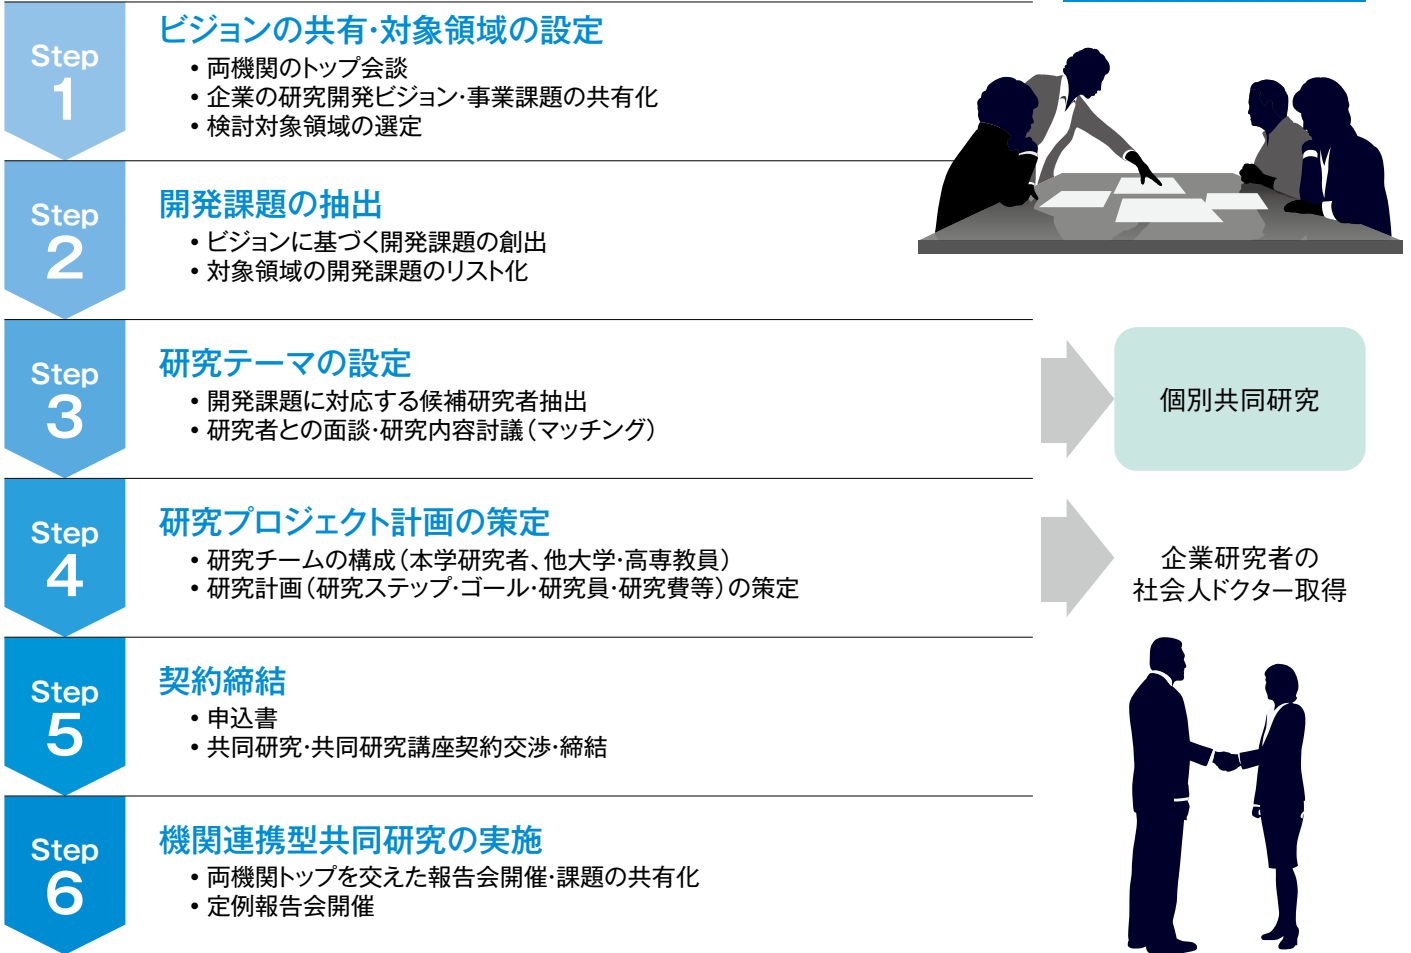 Step
1
ビジョンの共有・対象領域の設定
• 両機関のトップ会談
• 企業の研究開発ビジョン・事業課題の共有化
• 検討対象領域の選定
Step
2
開発課題の抽出
• ビジョンに基づく開発課題の創出
• 対象領域の開発課題のリスト化
Step
3
研究テーマの設定
• 開発課題に対応する候補研究者抽出
• 研究者との面談・研究内容討議（マッチング）
個別共同研究
Step
4
研究プロジェクト計画の策定
• 研究チームの構成（本学研究者、他大学・高専教員）
• 研究計画（研究ステップ・ゴール・研究員・研究費等）の策定
企業研究者の
社会人ドクター取得
Step
5
契約締結
• 申込書
• 共同研究・共同研究講座契約交渉・締結
Step
6
機関連携型共同研究の実施
• 両機関トップを交えた報告会開催・課題の共有化
• 定例報告会開催